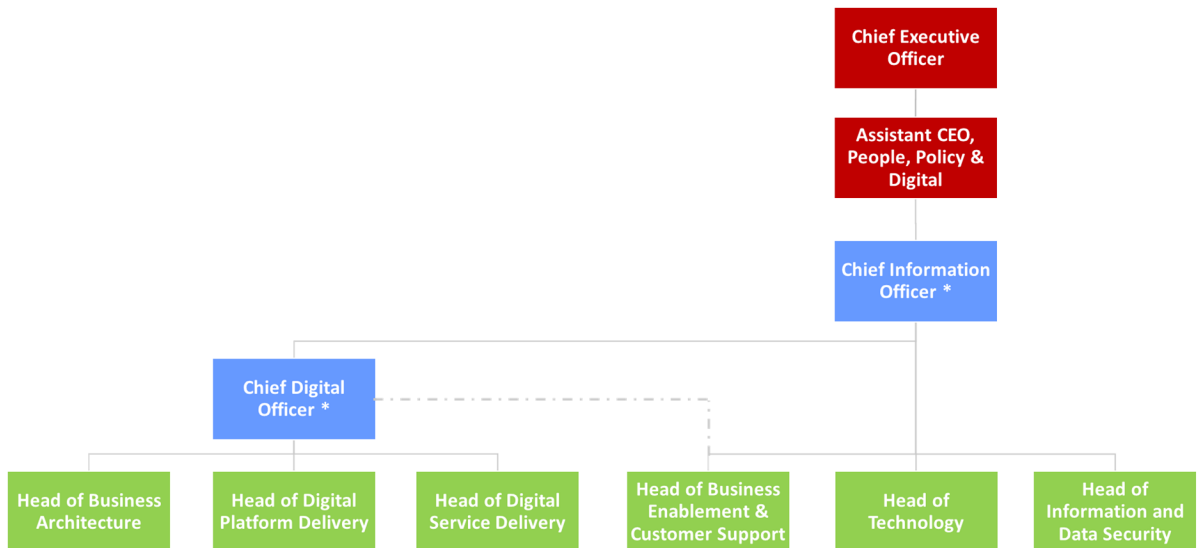 Chief Executive
Officer
Assistant CEO,
People, Policy &
Digital
Chief Information
Officer *
Chief Digital
Officer *
Head of Business
Architecture
Head of Digital
Platform Delivery
Head of Digital
Service Delivery
Head of Business
Enablement &
Customer Support
Head of
Technology
Head of
Information and
Data Security